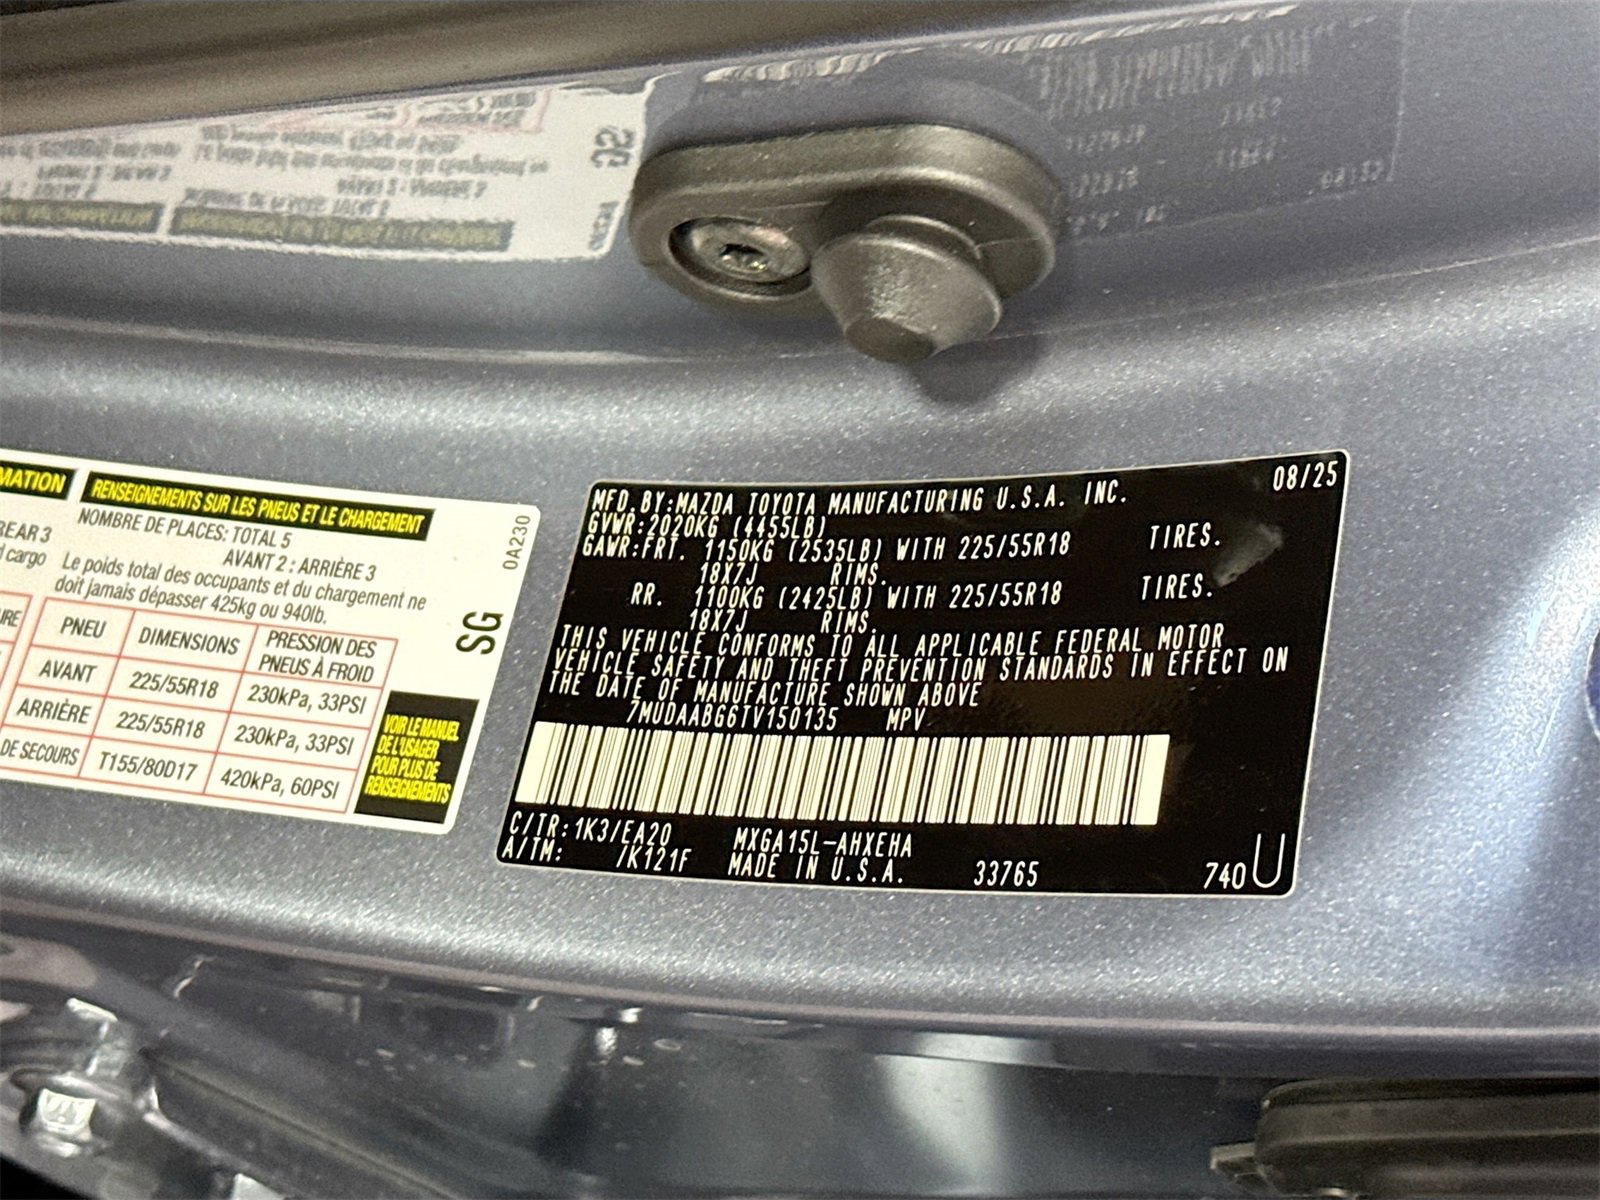 MATION
RENSEIGNEMENTS SUR LES PNEUS ET LE CHARGEMENT
REAR 3
NOMBRE DE PLACES: TOTAL 5
AVANT 2 : ARRIÈRE 3
cargo
Le poids total des occupants et du chargement ne
doit jamais dépasser 425kg ou 940lb.
PNEU DIMENSIONS PRESSION DES
PNEUS À FROID
AVANT 225/55R18 230kPa, 33PSI
ARRIÈRE 225/55R18 230kPa, 33PSI
DE SECOURS T155/80D17 420kPa, 60PSI
VOIR LE MANUEL
DE L'USAGER
POUR PLUS DE
RENSEIGNEMENTS
0A230
SG
08/25
MFD. BY:MAZDA TOYOTA MANUFACTURING U.S.A. INC.
GVWR:2020KG (4455LB)
GAWR:FRT. 1150KG (2535LB) WITH 225/55R18 TIRES.
18X7J RIMS.
RR. 1100KG (2425LB) WITH 225/55R18 TIRES.
18X7J RIMS.
THIS VEHICLE CONFORMS TO ALL APPLICABLE FEDERAL MOTOR
VEHICLE SAFETY AND THEFT PREVENTION STANDARDS IN EFFECT ON
THE DATE OF MANUFACTURE SHOWN ABOVE
7MUDAABG6TV150135 MPV
C/TR:1K3/EA20 MXGA15L-AHXEHA
A/TM: /K121F MADE IN U.S.A. 33765 740 U